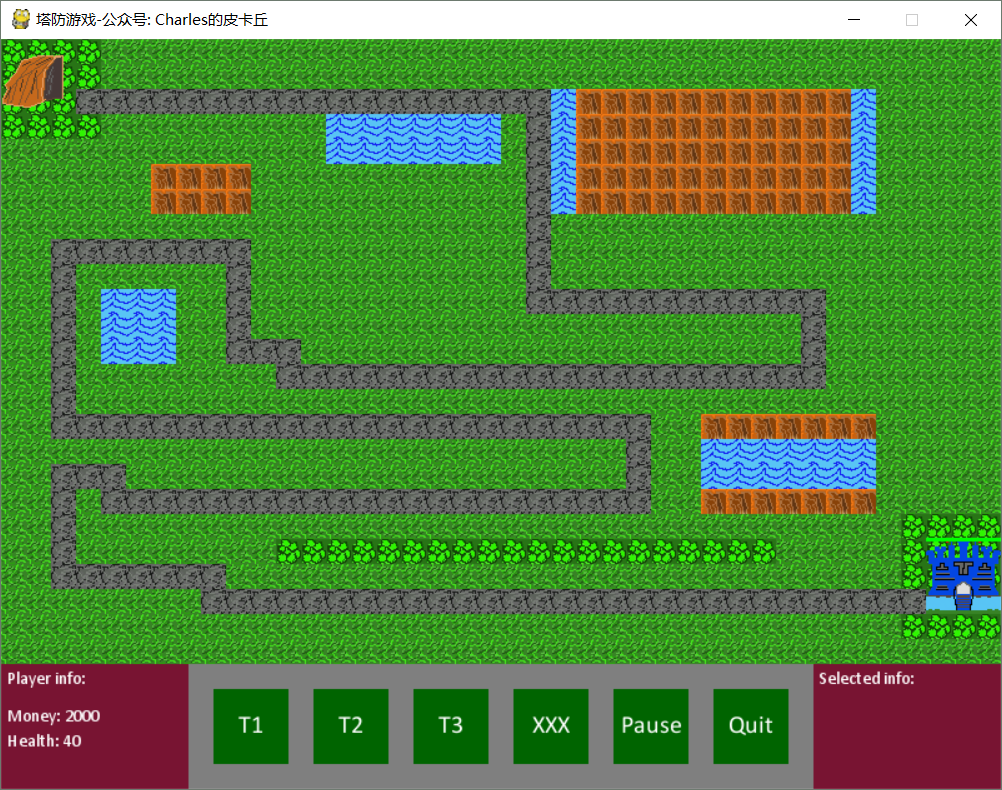 塔防游戏-公众号: Charles的皮卡丘
Player info:
Money: 2000
Health: 40
T1
T2
T3
XXX
Pause
Quit
Selected info: